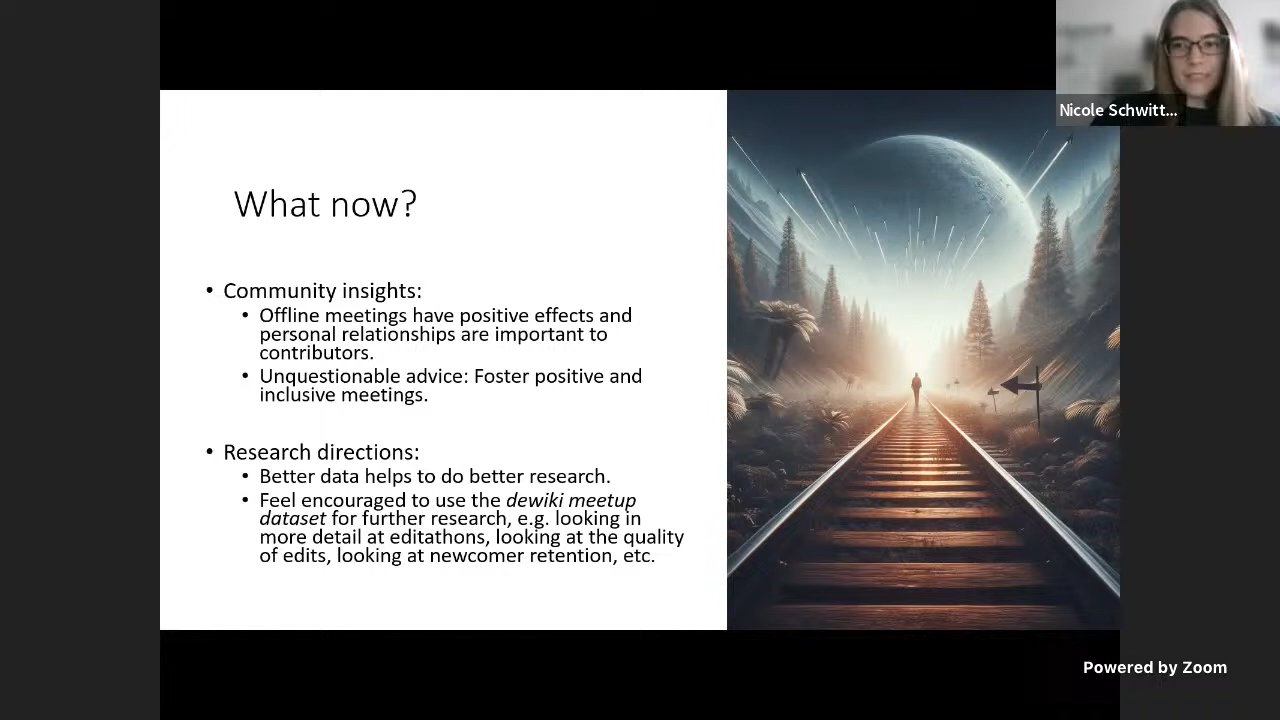 Nicole Schwitt...
What now?
• Community insights:
• Offline meetings have positive effects and
personal relationships are important to
contributors.
• Unquestionable advice: Foster positive and
inclusive meetings.
• Research directions:
• Better data helps to do better research.
• Feel encouraged to use the dewiki meetup
dataset for further research, e.g. looking in
more detail at editathons, looking at the quality
of edits, looking at newcomer retention, etc.
Powered by Zoom